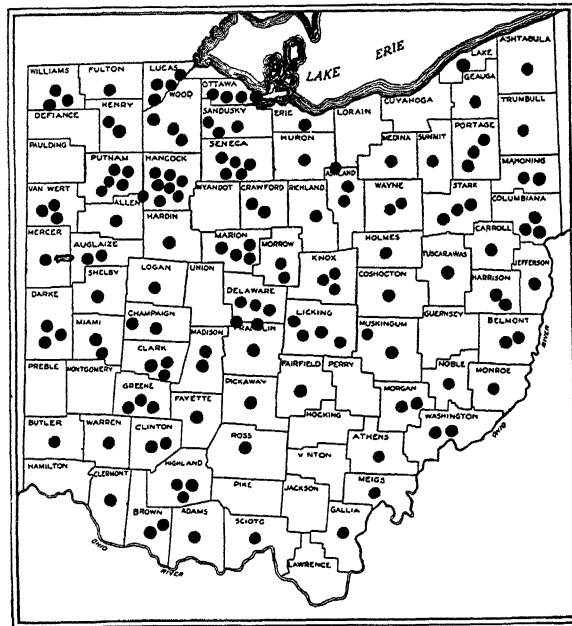 ERIE
LAKE
ASHTABULA
LAKE
GEAUGA
WILLIAMS
FULTON
LUCAS
OTTAWA
WOOD
HENRY
DEFIANCE
SANDUSKY
ERIE
LORAIN
CUYAHOGA
TRUMBULL
PORTAGE
PAULDING
SENECA
HURON
MEDINA
SUMMIT
MAHONING
PUTNAM
HANCOCK
ASHLAND
VAN WERT
ALLEN
WYANDOT
CRAWFORD
RICHLAND
WAYNE
STARK
COLUMBIANA
HARDIN
MERCER
AUGLAIZE
MARION
MORROW
HOLMES
CARROLL
TUSCARAWAS
JEFFERSON
KNOX
SHELBY
LOGAN
UNION
COSHOCTON
HARRISON
DARKE
DELAWARE
CHAMPAIGN
LICKING
GUERNSEY
BELMONT
MIAMI
MADISON
FRANKLIN
MUSKINGUM
CLARK
PREBLE
MONTGOMERY
FAIRFIELD
PERRY
NOBLE
MONROE
GREENE
PICKAWAY
MORGAN
FAYETTE
HOCKING
WASHINGTON
BUTLER
WARREN
CLINTON
ROSS
ATHENS
VINTON
HAMILTON
CLERMONT
HIGHLAND
PIKE
JACKSON
MEIGS
GALLIA
BROWN
ADAMS
SCIOTO
LAWRENCE
OHIO
RIVER
OHIO
RIVER